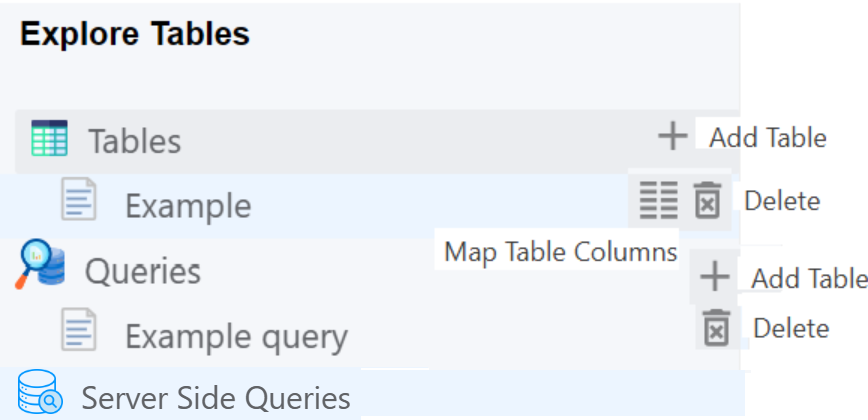 Explore Tables
Tables
Add Table
Example
Delete
Map Table Columns
Queries
Add Table
Example query
Delete
Server Side Queries